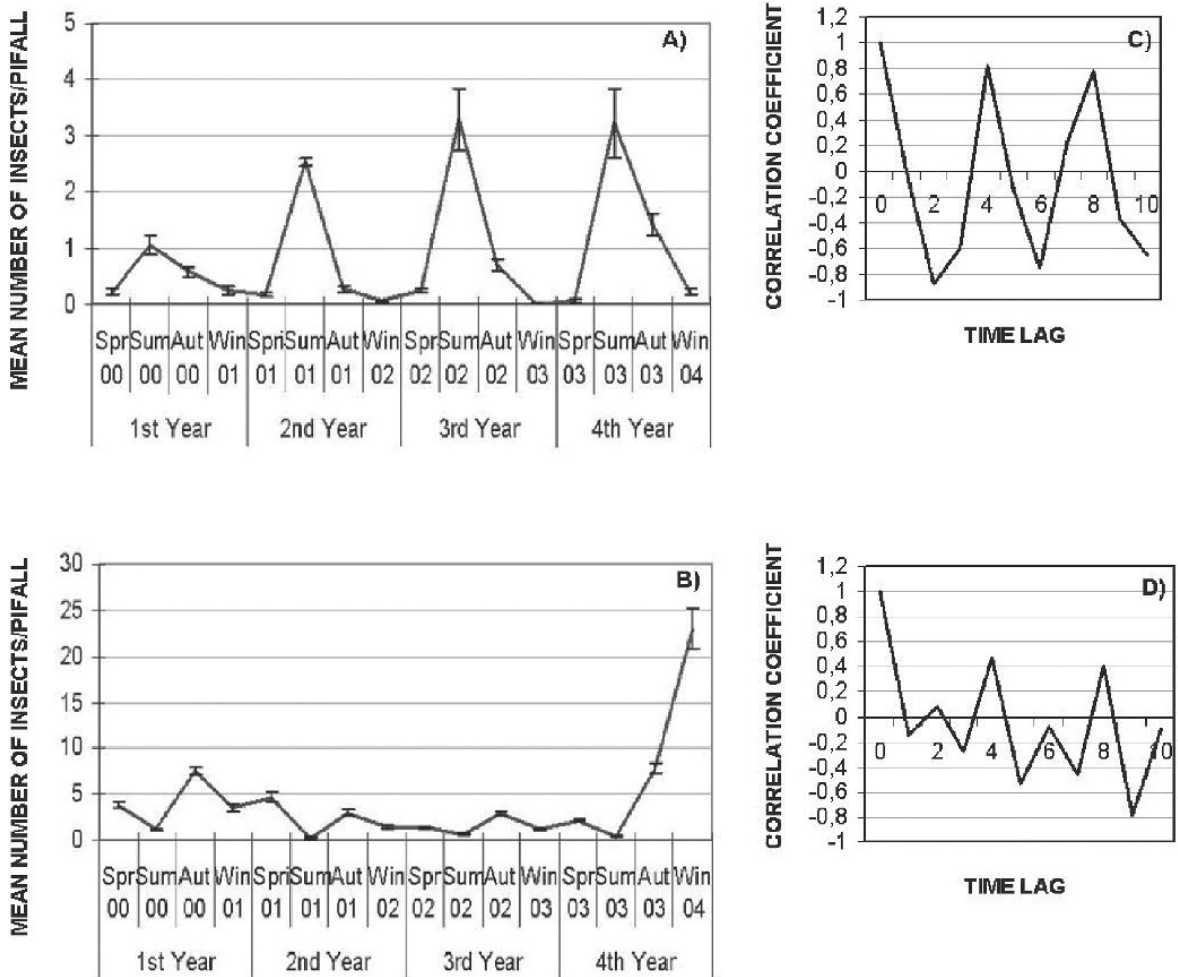 MEAN NUMBER OF INSECTS/PIFALL
5
4
3
2
1
0
A)
Spr Sum Aut Win Spri Sum Aut Win Spr Sum Aut Win Spr Sum Aut Win
00 00 00 01 01 01 01 02 02 02 02 03 03 03 03 04
1st Year 2nd Year 3rd Year 4th Year
CORRELATION COEFFICIENT
1,2
1
0,8
0,6
0,4
0,2
0
-0,2
-0,4
-0,6
-0,8
-1
C)
0 2 4 6 8 10
TIME LAG
MEAN NUMBER OF INSECTS/PIFALL
30
25
20
15
10
5
0
B)
Spr Sum Aut Win Spri Sum Aut Win Spr Sum Aut Win Spr Sum Aut Win
00 00 00 01 01 01 01 02 02 02 02 03 03 03 03 04
1st Year 2nd Year 3rd Year 4th Year
CORRELATION COEFFICIENT
1,2
1
0,8
0,6
0,4
0,2
0
-0,2
-0,4
-0,6
-0,8
-1
D)
0 2 4 6 8 10
TIME LAG